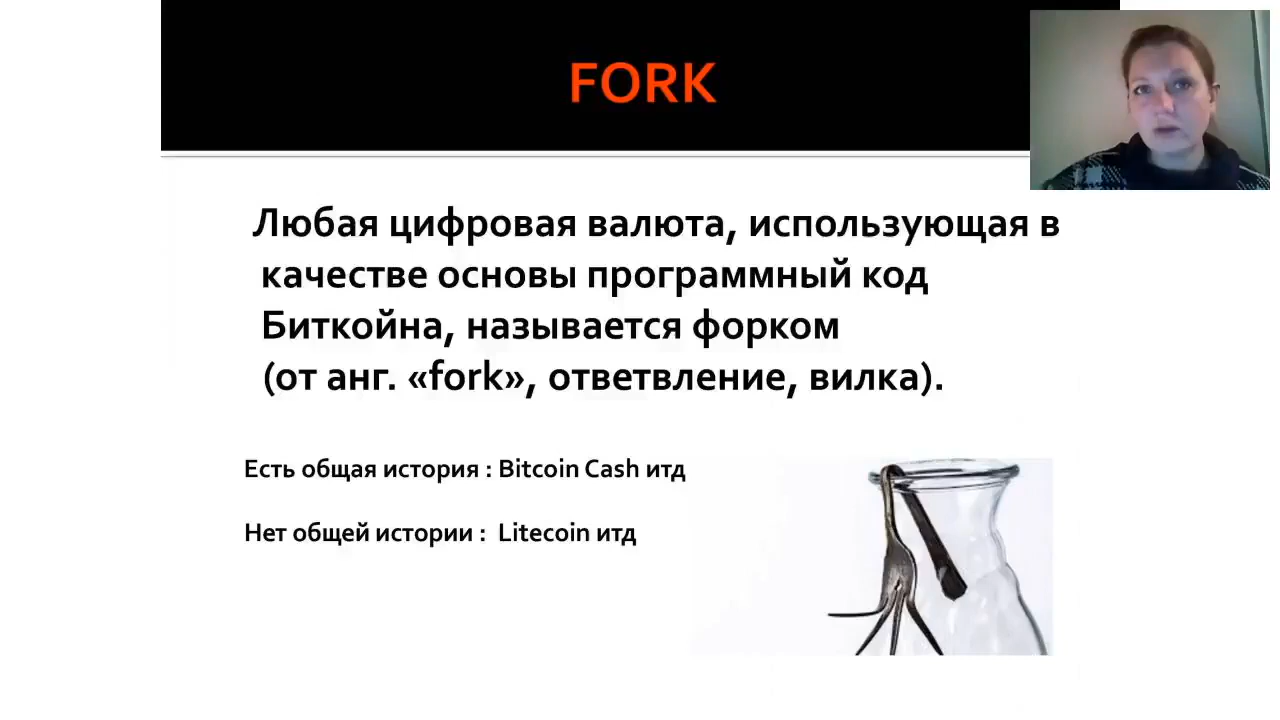 FORK
Любая цифровая валюта, использующая в
качестве основы программный код
Биткойна, называется форком
(от анг. «fork», ответвление, вилка).
Есть общая история : Bitcoin Cash итд
Нет общей истории : Litecoin итд